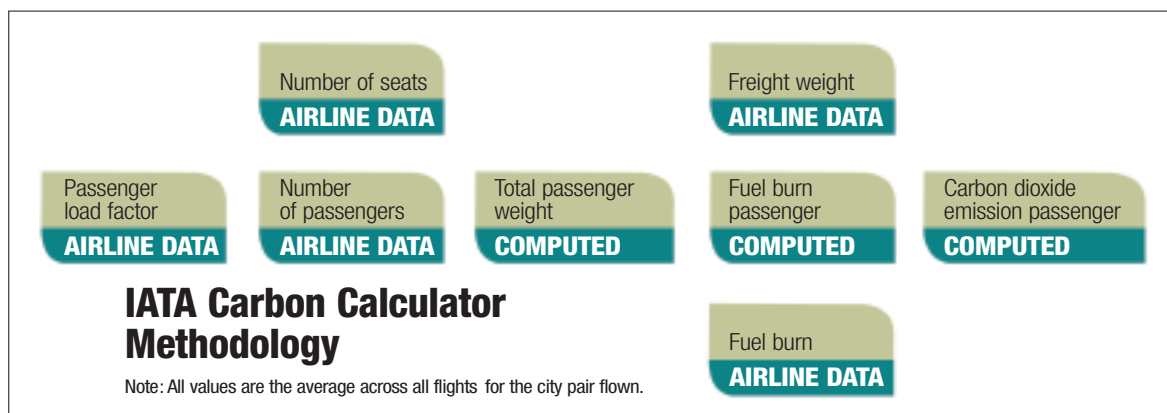 Number of seats
AIRLINE DATA
Freight weight
AIRLINE DATA
Passenger
load factor
AIRLINE DATA
Number
of passengers
AIRLINE DATA
Total passenger
weight
COMPUTED
Fuel burn
passenger
COMPUTED
Carbon dioxide
emission passenger
COMPUTED
IATA Carbon Calculator
Methodology
Note: All values are the average across all flights for the city pair flown.
Fuel burn
AIRLINE DATA